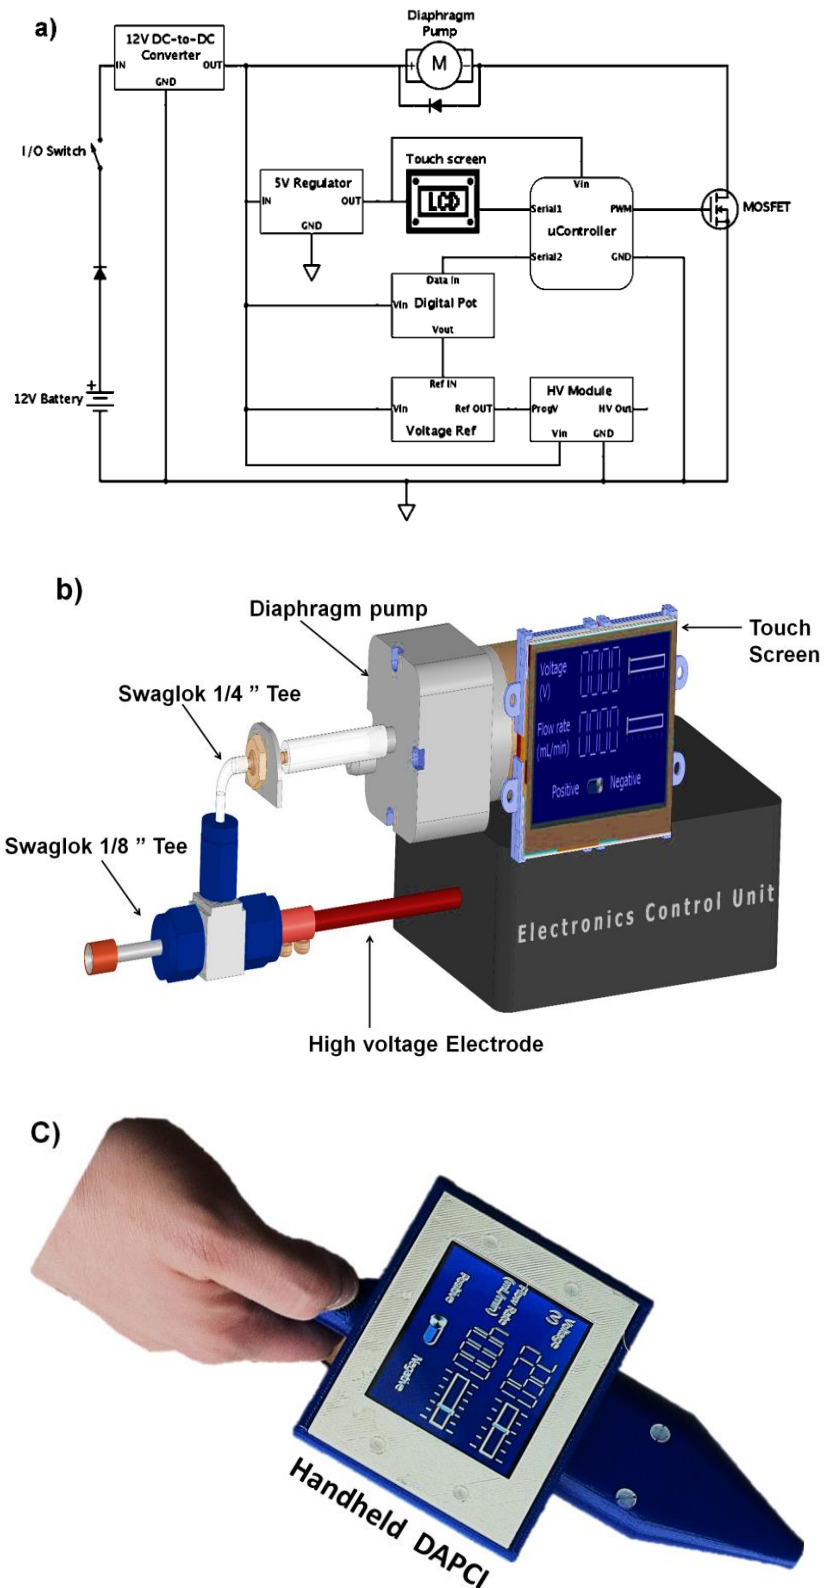 a)
12V DC-to-DC
Converter
IN
OUT
GND
Diaphragm
Pump
+ M -
I/O Switch
Touch screen
LCD
5V Regulator
IN
OUT
GND
Vin
Serial1
PWM
uController
Serial2
GND
MOSFET
Data In
Vin
Digital Pot
Vout
12V Battery
+
Ref IN
Vin
Ref OUT
Voltage Ref
HV Module
ProgV
HV Out
Vin
GND
b)
Diaphragm pump
Touch
Screen
Swaglok 1/4 ” Tee
Swaglok 1/8 ” Tee
Voltage
(V)
0000
Flow rate
(mL/min)
0000
Positive
Negative
Electronics Control Unit
High voltage Electrode
C)
Voltage
(V)
Flow Rate
(mL/min)
Positive
Negative
Handheld DAPCI